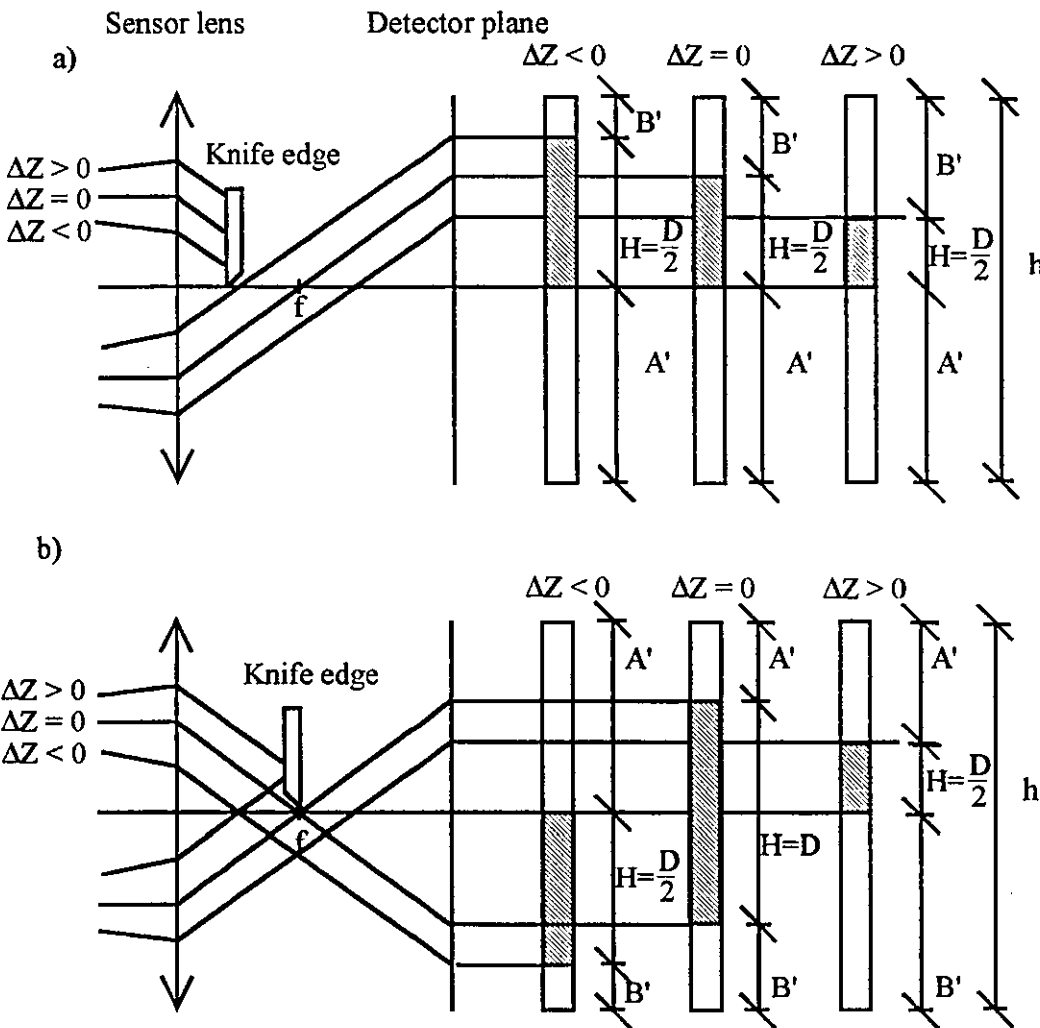 Sensor lens Detector plane
a)
ΔZ < 0 ΔZ = 0 ΔZ > 0
B'
Knife edge
B'
ΔZ > 0
B'
ΔZ = 0
ΔZ < 0
H=D/2 H=D/2 H=D/2
h
f
A' A' A'
b)
ΔZ < 0 ΔZ = 0 ΔZ > 0
A' A' A'
Knife edge
ΔZ > 0
ΔZ = 0
ΔZ < 0
H=D/2
h
f
H=D
H=D/2
B' B' B'